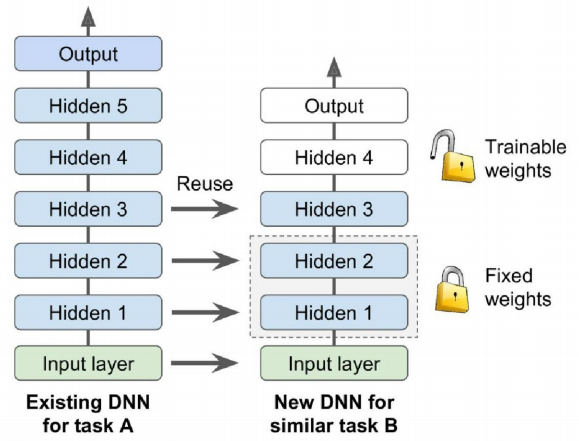 Output
Hidden 5
Hidden 4
Hidden 3
Hidden 2
Hidden 1
Input layer
Existing DNN
for task A
Reuse
Output
Hidden 4
Hidden 3
Hidden 2
Hidden 1
Input layer
New DNN for
similar task B
Trainable
weights
Fixed
weights